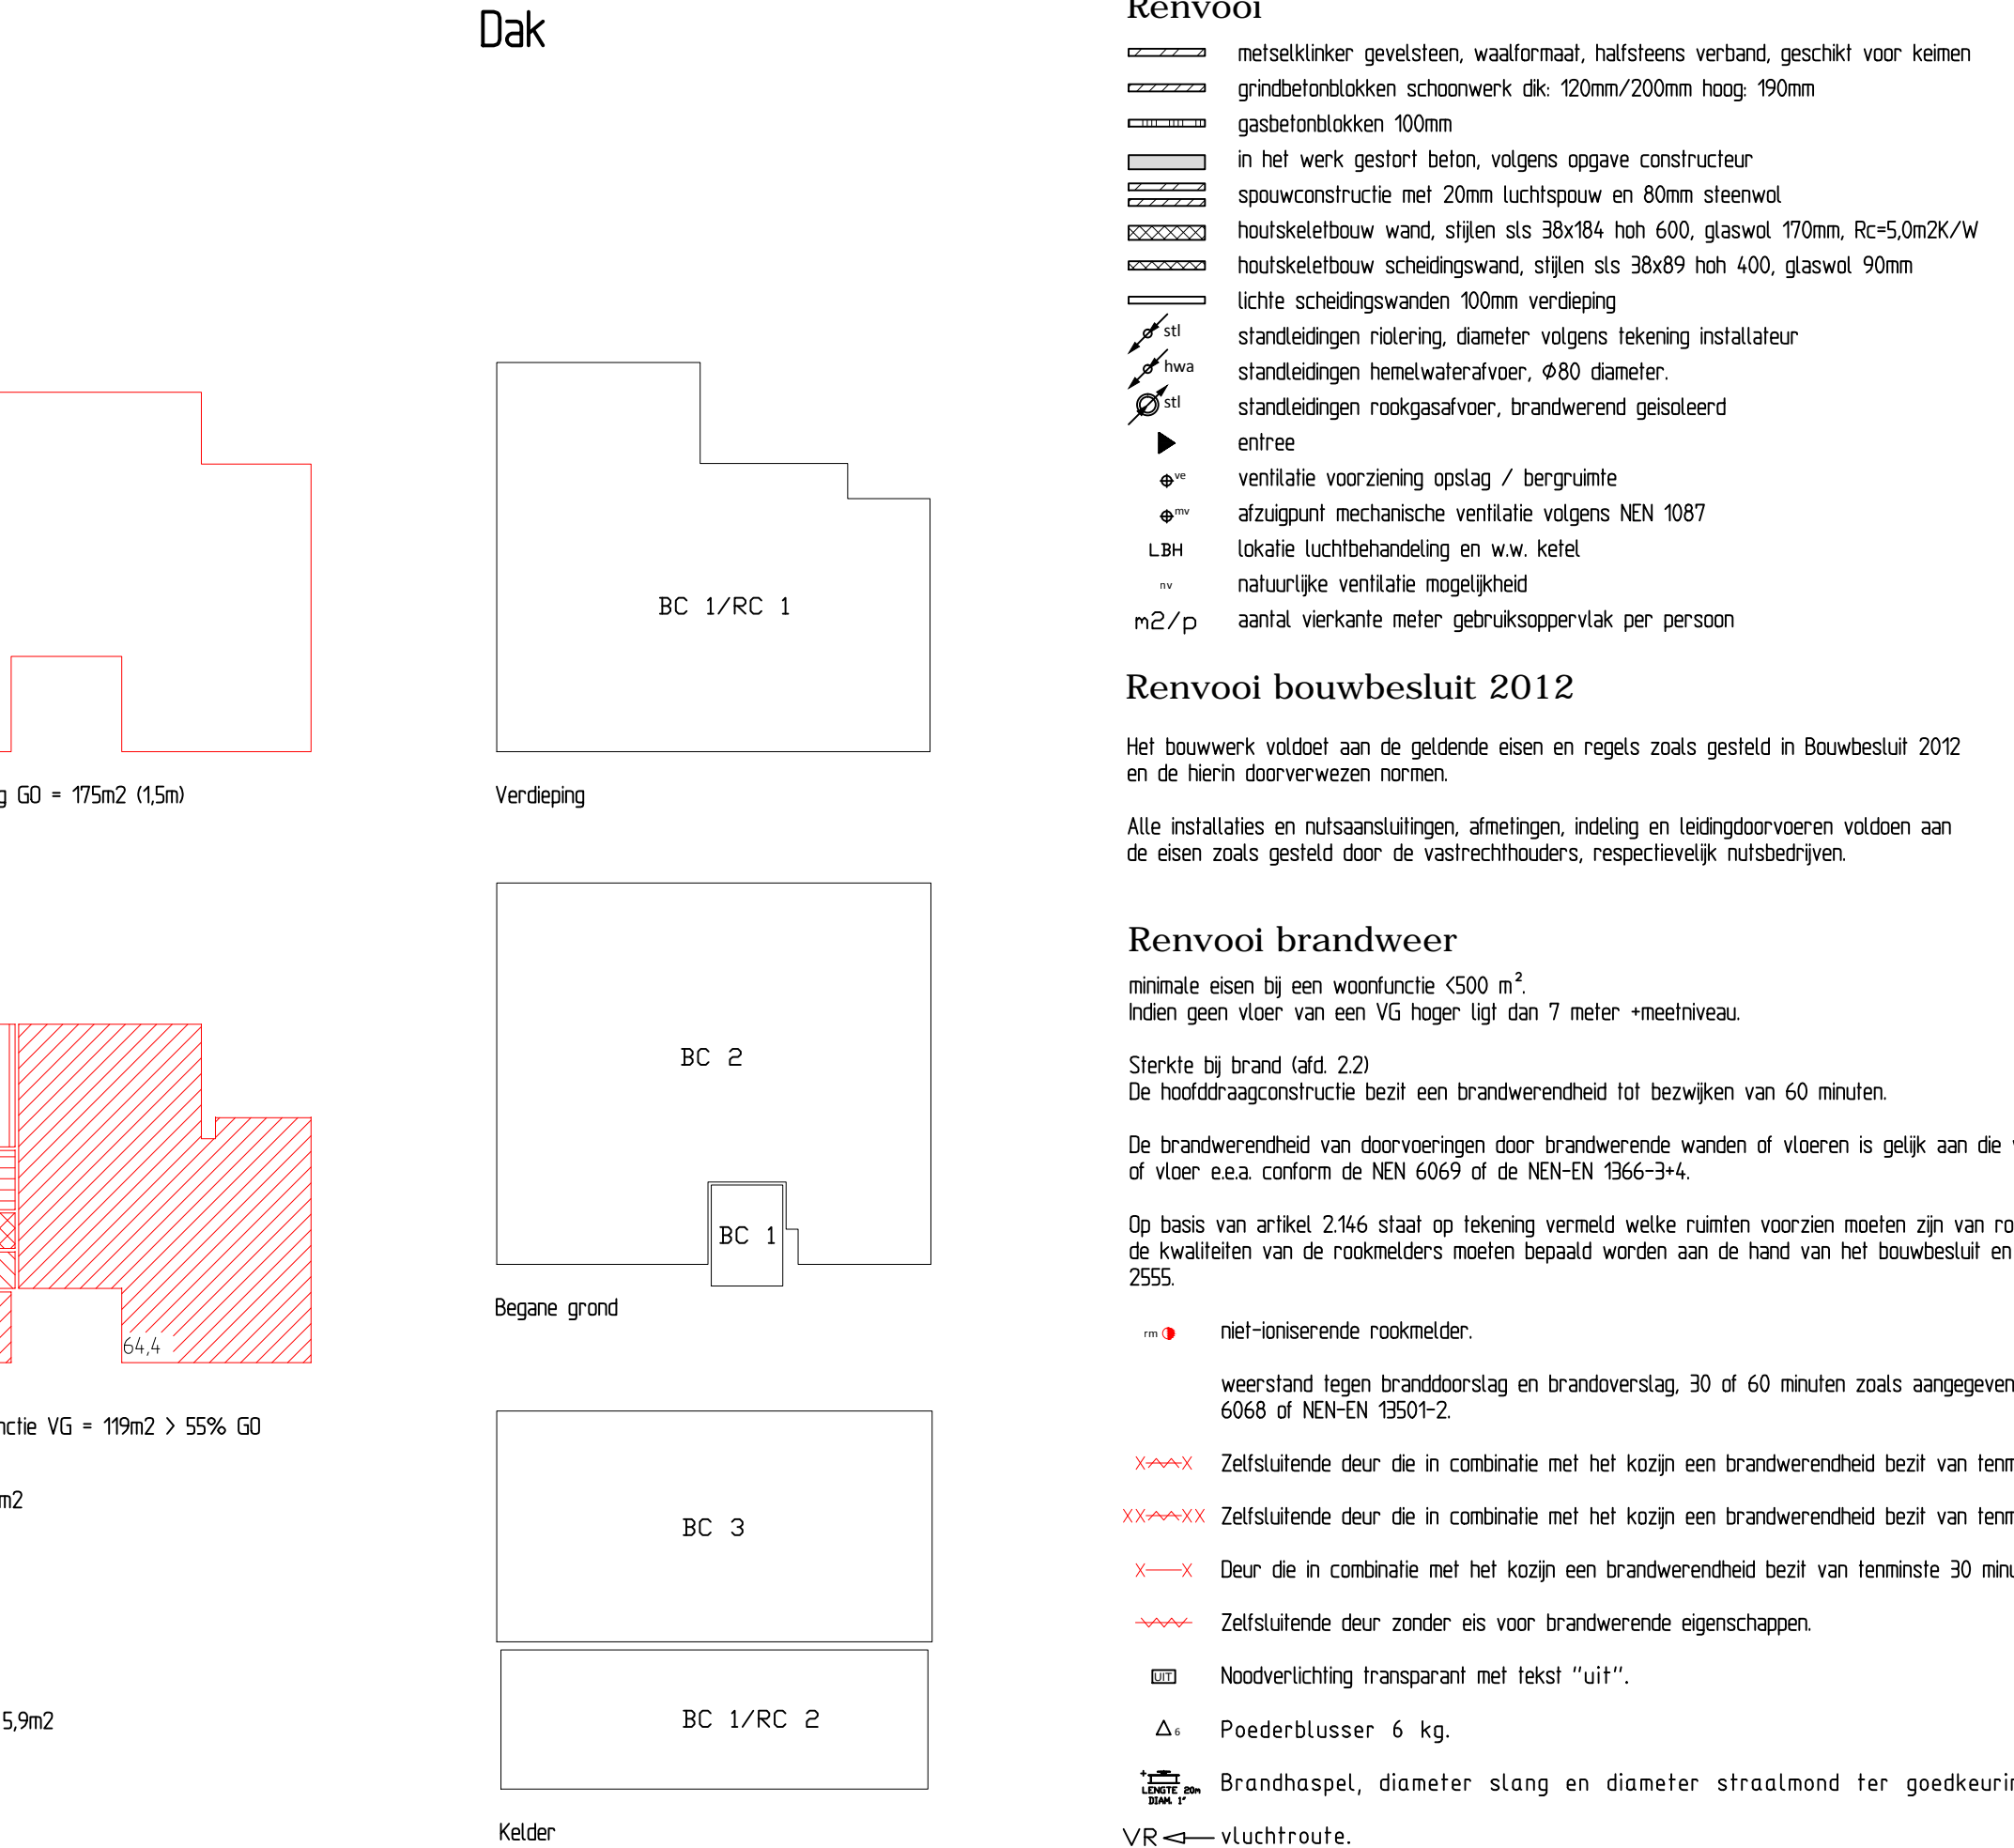 Dak
g GO = 175m2 (1,5m)
64,4
nctie VG = 119m2 > 55% GO
m2
5,9m2
BC 1/RC 1
Verdieping
BC 2
BC 1
Begane grond
BC 3
BC 1/RC 2
Kelder
Renvooi
metselklinker gevelsteen, waalformaat, halfsteens verband, geschikt voor keimen
grindbetonblokken schoonwerk dik: 120mm/200mm hoog: 190mm
gasbetonblokken 100mm
in het werk gestort beton, volgens opgave constructeur
spouwconstructie met 20mm luchtspouw en 80mm steenwol
houtskeletbouw wand, stijlen sls 38x184 hoh 600, glaswol 170mm, Rc=5,0m2K/W
houtskeletbouw scheidingswand, stijlen sls 38x89 hoh 400, glaswol 90mm
lichte scheidingswanden 100mm verdieping
stl standleidingen riolering, diameter volgens tekening installateur
hwa standleidingen hemelwaterafvoer, Ø80 diameter.
stl standleidingen rookgasafvoer, brandwerend geisoleerd
entree
ve ventilatie voorziening opslag / bergruimte
mv afzuigpunt mechanische ventilatie volgens NEN 1087
LBH lokatie luchtbehandeling en w.w. ketel
nv natuurlijke ventilatie mogelijkheid
m2/p aantal vierkante meter gebruiksoppervlak per persoon
Renvooi bouwbesluit 2012
Het bouwwerk voldoet aan de geldende eisen en regels zoals gesteld in Bouwbesluit 2012
en de hierin doorverwezen normen.
Alle installaties en nutsaansluitingen, afmetingen, indeling en leidingdoorvoeren voldoen aan
de eisen zoals gesteld door de vastrechthouders, respectievelijk nutsbedrijven.
Renvooi brandweer
minimale eisen bij een woonfunctie <500 m².
Indien geen vloer van een VG hoger ligt dan 7 meter +meetniveau.
Sterkte bij brand (afd. 2.2)
De hoofddraagconstructie bezit een brandwerendheid tot bezwijken van 60 minuten.
De brandwerendheid van doorvoeringen door brandwerende wanden of vloeren is gelijk aan die
of vloer e.e.a. conform de NEN 6069 of de NEN-EN 1366-3+4.
Op basis van artikel 2.146 staat op tekening vermeld welke ruimten voorzien moeten zijn van ro
de kwaliteiten van de rookmelders moeten bepaald worden aan de hand van het bouwbesluit en
2555.
rm niet-ioniserende rookmelder.
weerstand tegen branddoorslag en brandoverslag, 30 of 60 minuten zoals aangegeven
6068 of NEN-EN 13501-2.
X X Zelfsluitende deur die in combinatie met het kozijn een brandwerendheid bezit van tenm
XX XX Zelfsluitende deur die in combinatie met het kozijn een brandwerendheid bezit van tenm
X X Deur die in combinatie met het kozijn een brandwerendheid bezit van tenminste 30 minu
Zelfsluitende deur zonder eis voor brandwerende eigenschappen.
UIT Noodverlichting transparant met tekst "uit".
6 Poederblusser 6 kg.
LENGTE 20m
DIAM. 1" Brandhaspel, diameter slang en diameter straalmond ter goedkeurin
VR vluchtroute.